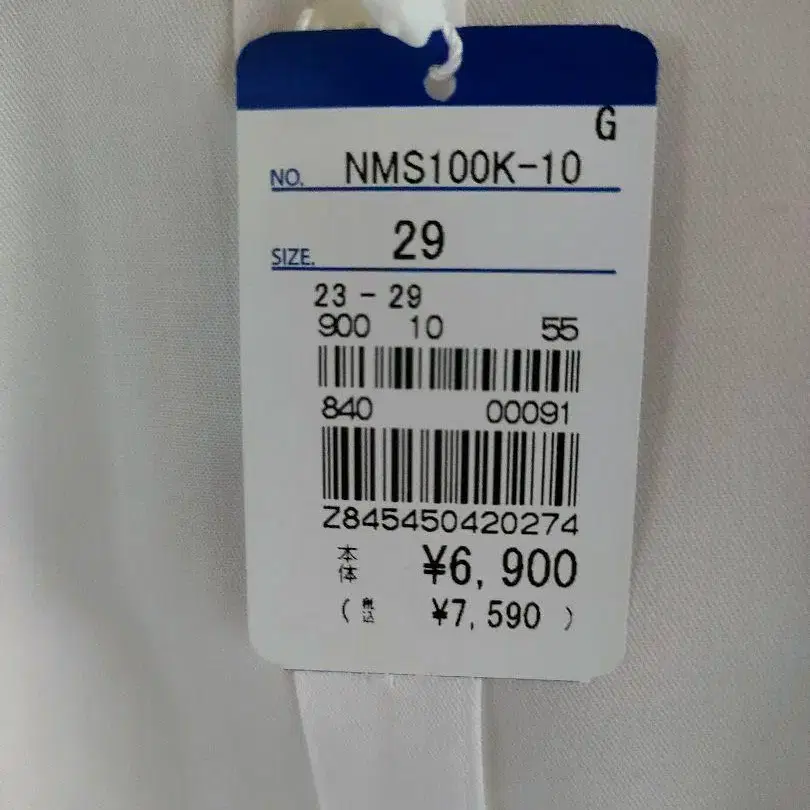 G
NO. NMS100K-10
SIZE. 29
23 - 29
900 10 55
840 00091
Z845450420274
本体 ¥6,900
(税込 ¥7,590)